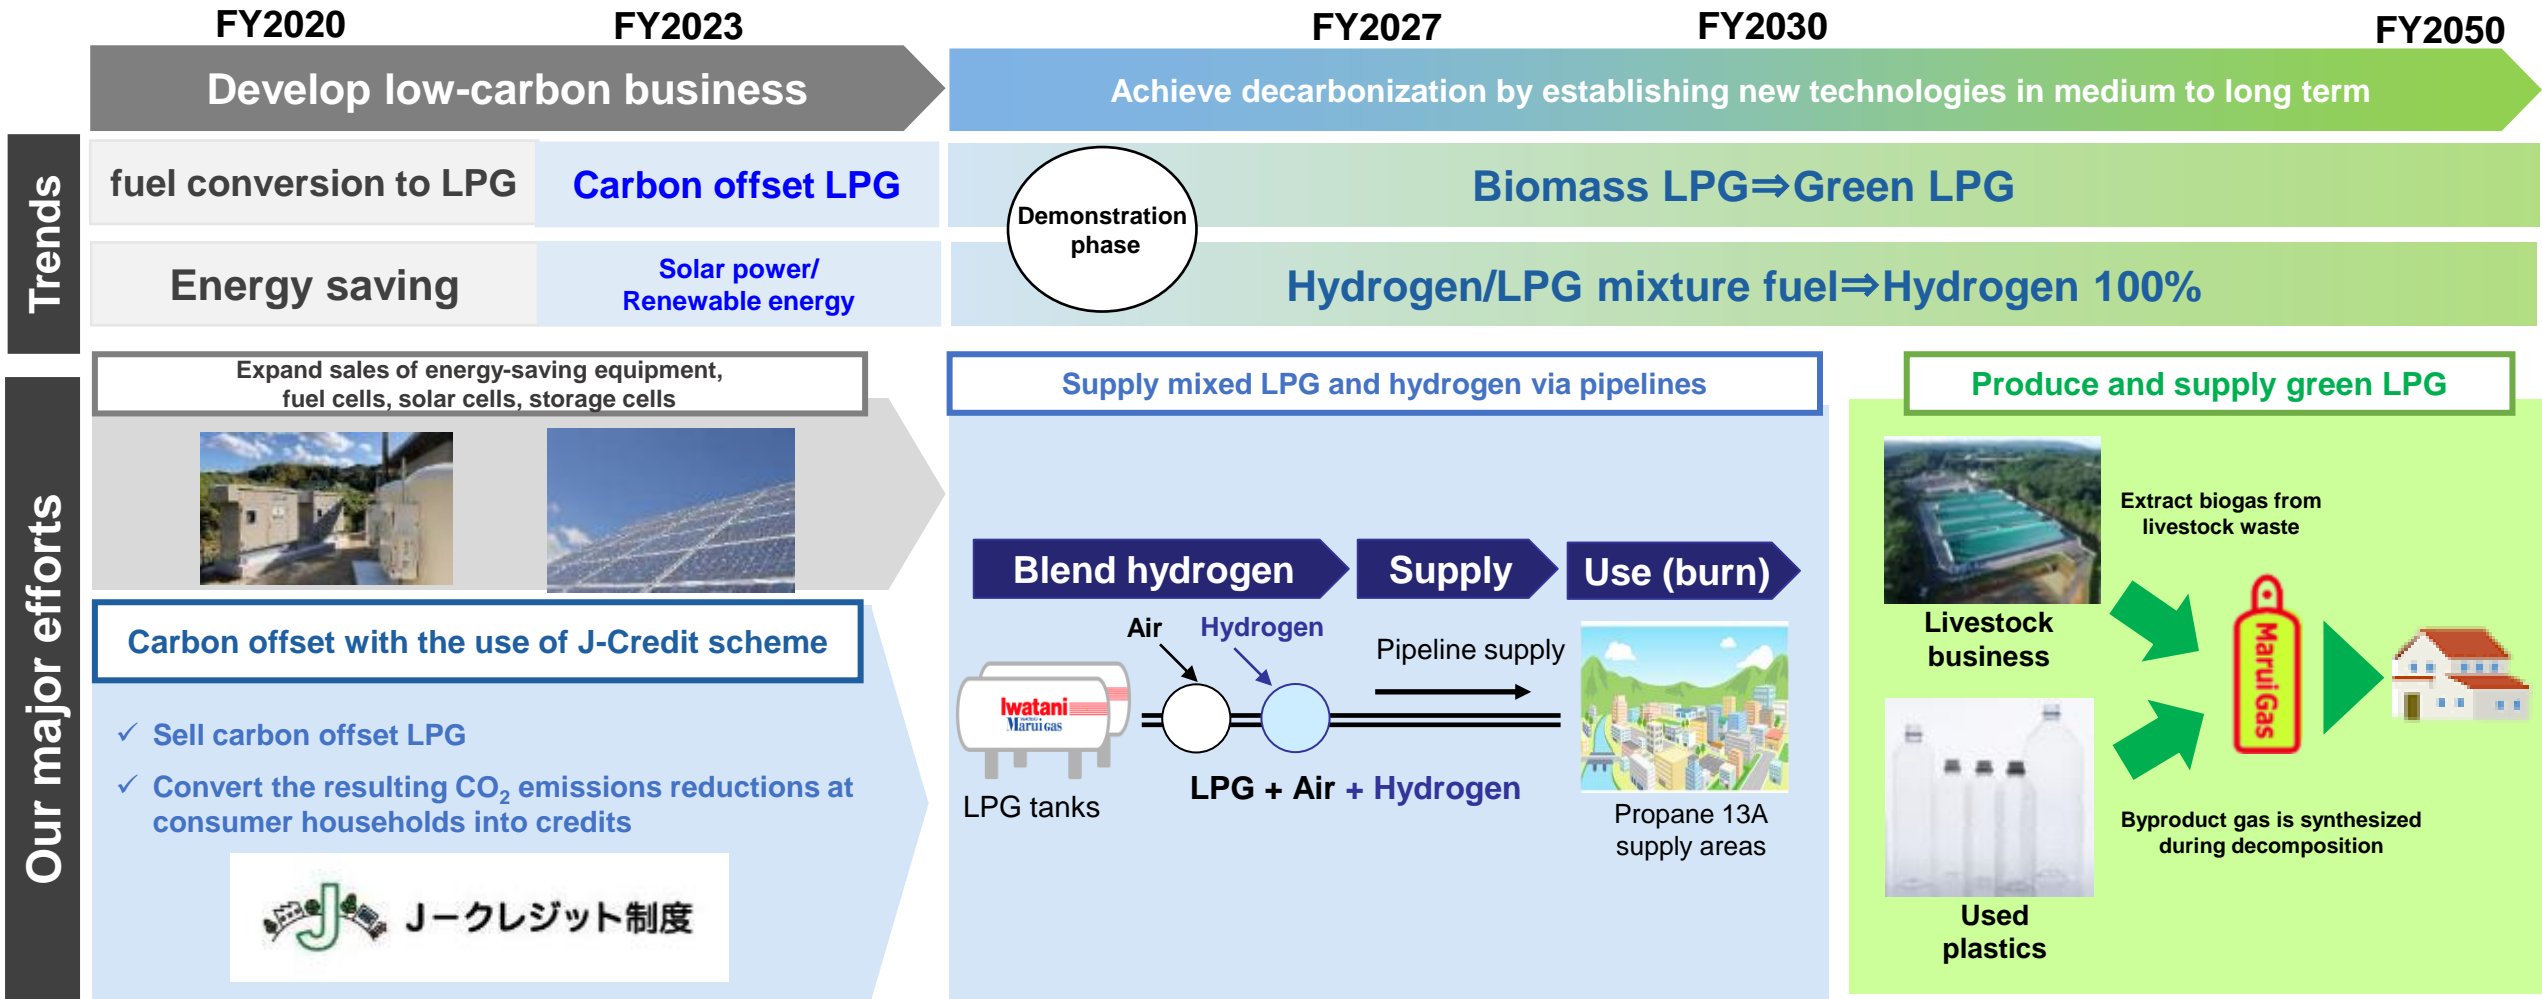 FY2020
FY2023
FY2027
FY2030
FY2050
Develop low-carbon business
Achieve decarbonization by establishing new technologies in medium to long term
Trends
fuel conversion to LPG
Carbon offset LPG
Demonstration
phase
Biomass LPG⇒Green LPG
Energy saving
Solar power/
Renewable energy
Hydrogen/LPG mixture fuel⇒Hydrogen 100%
Our major efforts
Expand sales of energy-saving equipment,
fuel cells, solar cells, storage cells
Carbon offset with the use of J-Credit scheme
✓ Sell carbon offset LPG
✓ Convert the resulting CO₂ emissions reductions at
consumer households into credits
J
J-クレジット制度
Supply mixed LPG and hydrogen via pipelines
Blend hydrogen
Supply
Use (burn)
Air
Hydrogen
Pipeline supply
Iwatani
Marui gas
LPG tanks
LPG + Air + Hydrogen
Propane 13A
supply areas
Produce and supply green LPG
Extract biogas from
livestock waste
Livestock
business
MaruiGas
Byproduct gas is synthesized
during decomposition
Used
plastics